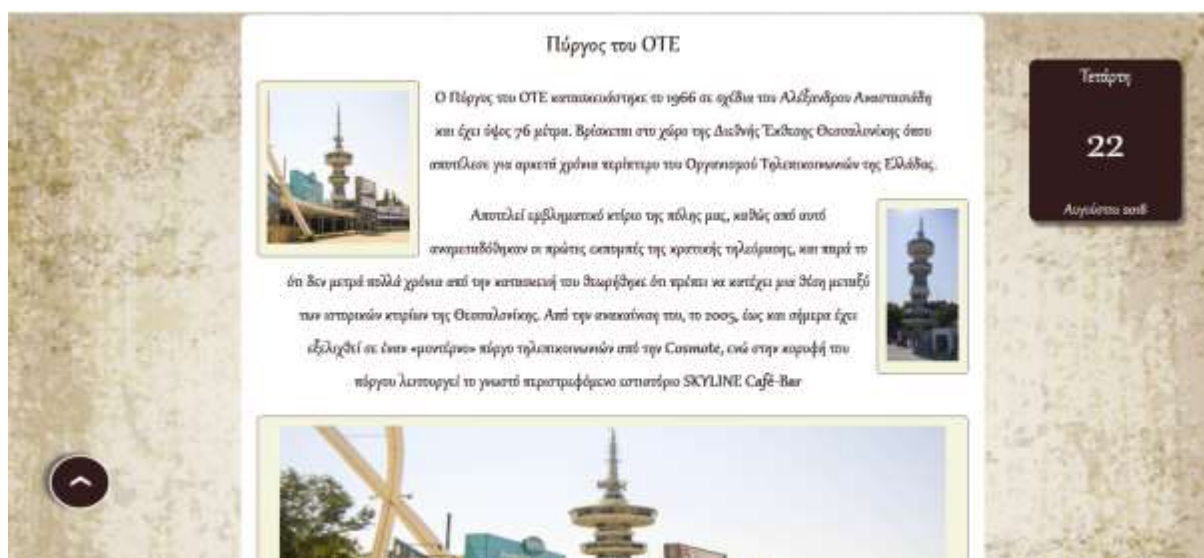 Πύργος του ΟΤΕ
Ο Πύργος του ΟΤΕ κατασκευάστηκε το 1966 σε σχέδια του Αλέξανδρου Αναστασιάδη
και έχει ύψος 76 μέτρα. Βρίσκεται στο χώρο της Διεθνής Έκθεσης Θεσσαλονίκης όπου
αποτέλεσε για αρκετά χρόνια περίπτερο του Οργανισμού Τηλεπικοινωνιών της Ελλάδας.
Αποτελεί εμβληματικό κτίριο της πόλης μας, καθώς από αυτό
αναμεταδόθηκαν οι πρώτες εκπομπές της κρατικής τηλεόρασης, και παρά το
ότι δεν μετρά πολλά χρόνια από την κατασκευή του θεωρήθηκε ότι πρέπει να κατέχει μια θέση μεταξύ
των ιστορικών κτιρίων της Θεσσαλονίκης. Από την ανακαίνιση του, το 2005, έως και σήμερα έχει
εξελιχθεί σε έναν «μοντέρνο» πύργο τηλεπικοινωνιών από την Cosmote, ενώ στην κορυφή του
πύργου λειτουργεί το γνωστό περιστρεφόμενο εστιατόριο SKYLINE Café-Bar
Τετάρτη
22
Αυγούστου 2018